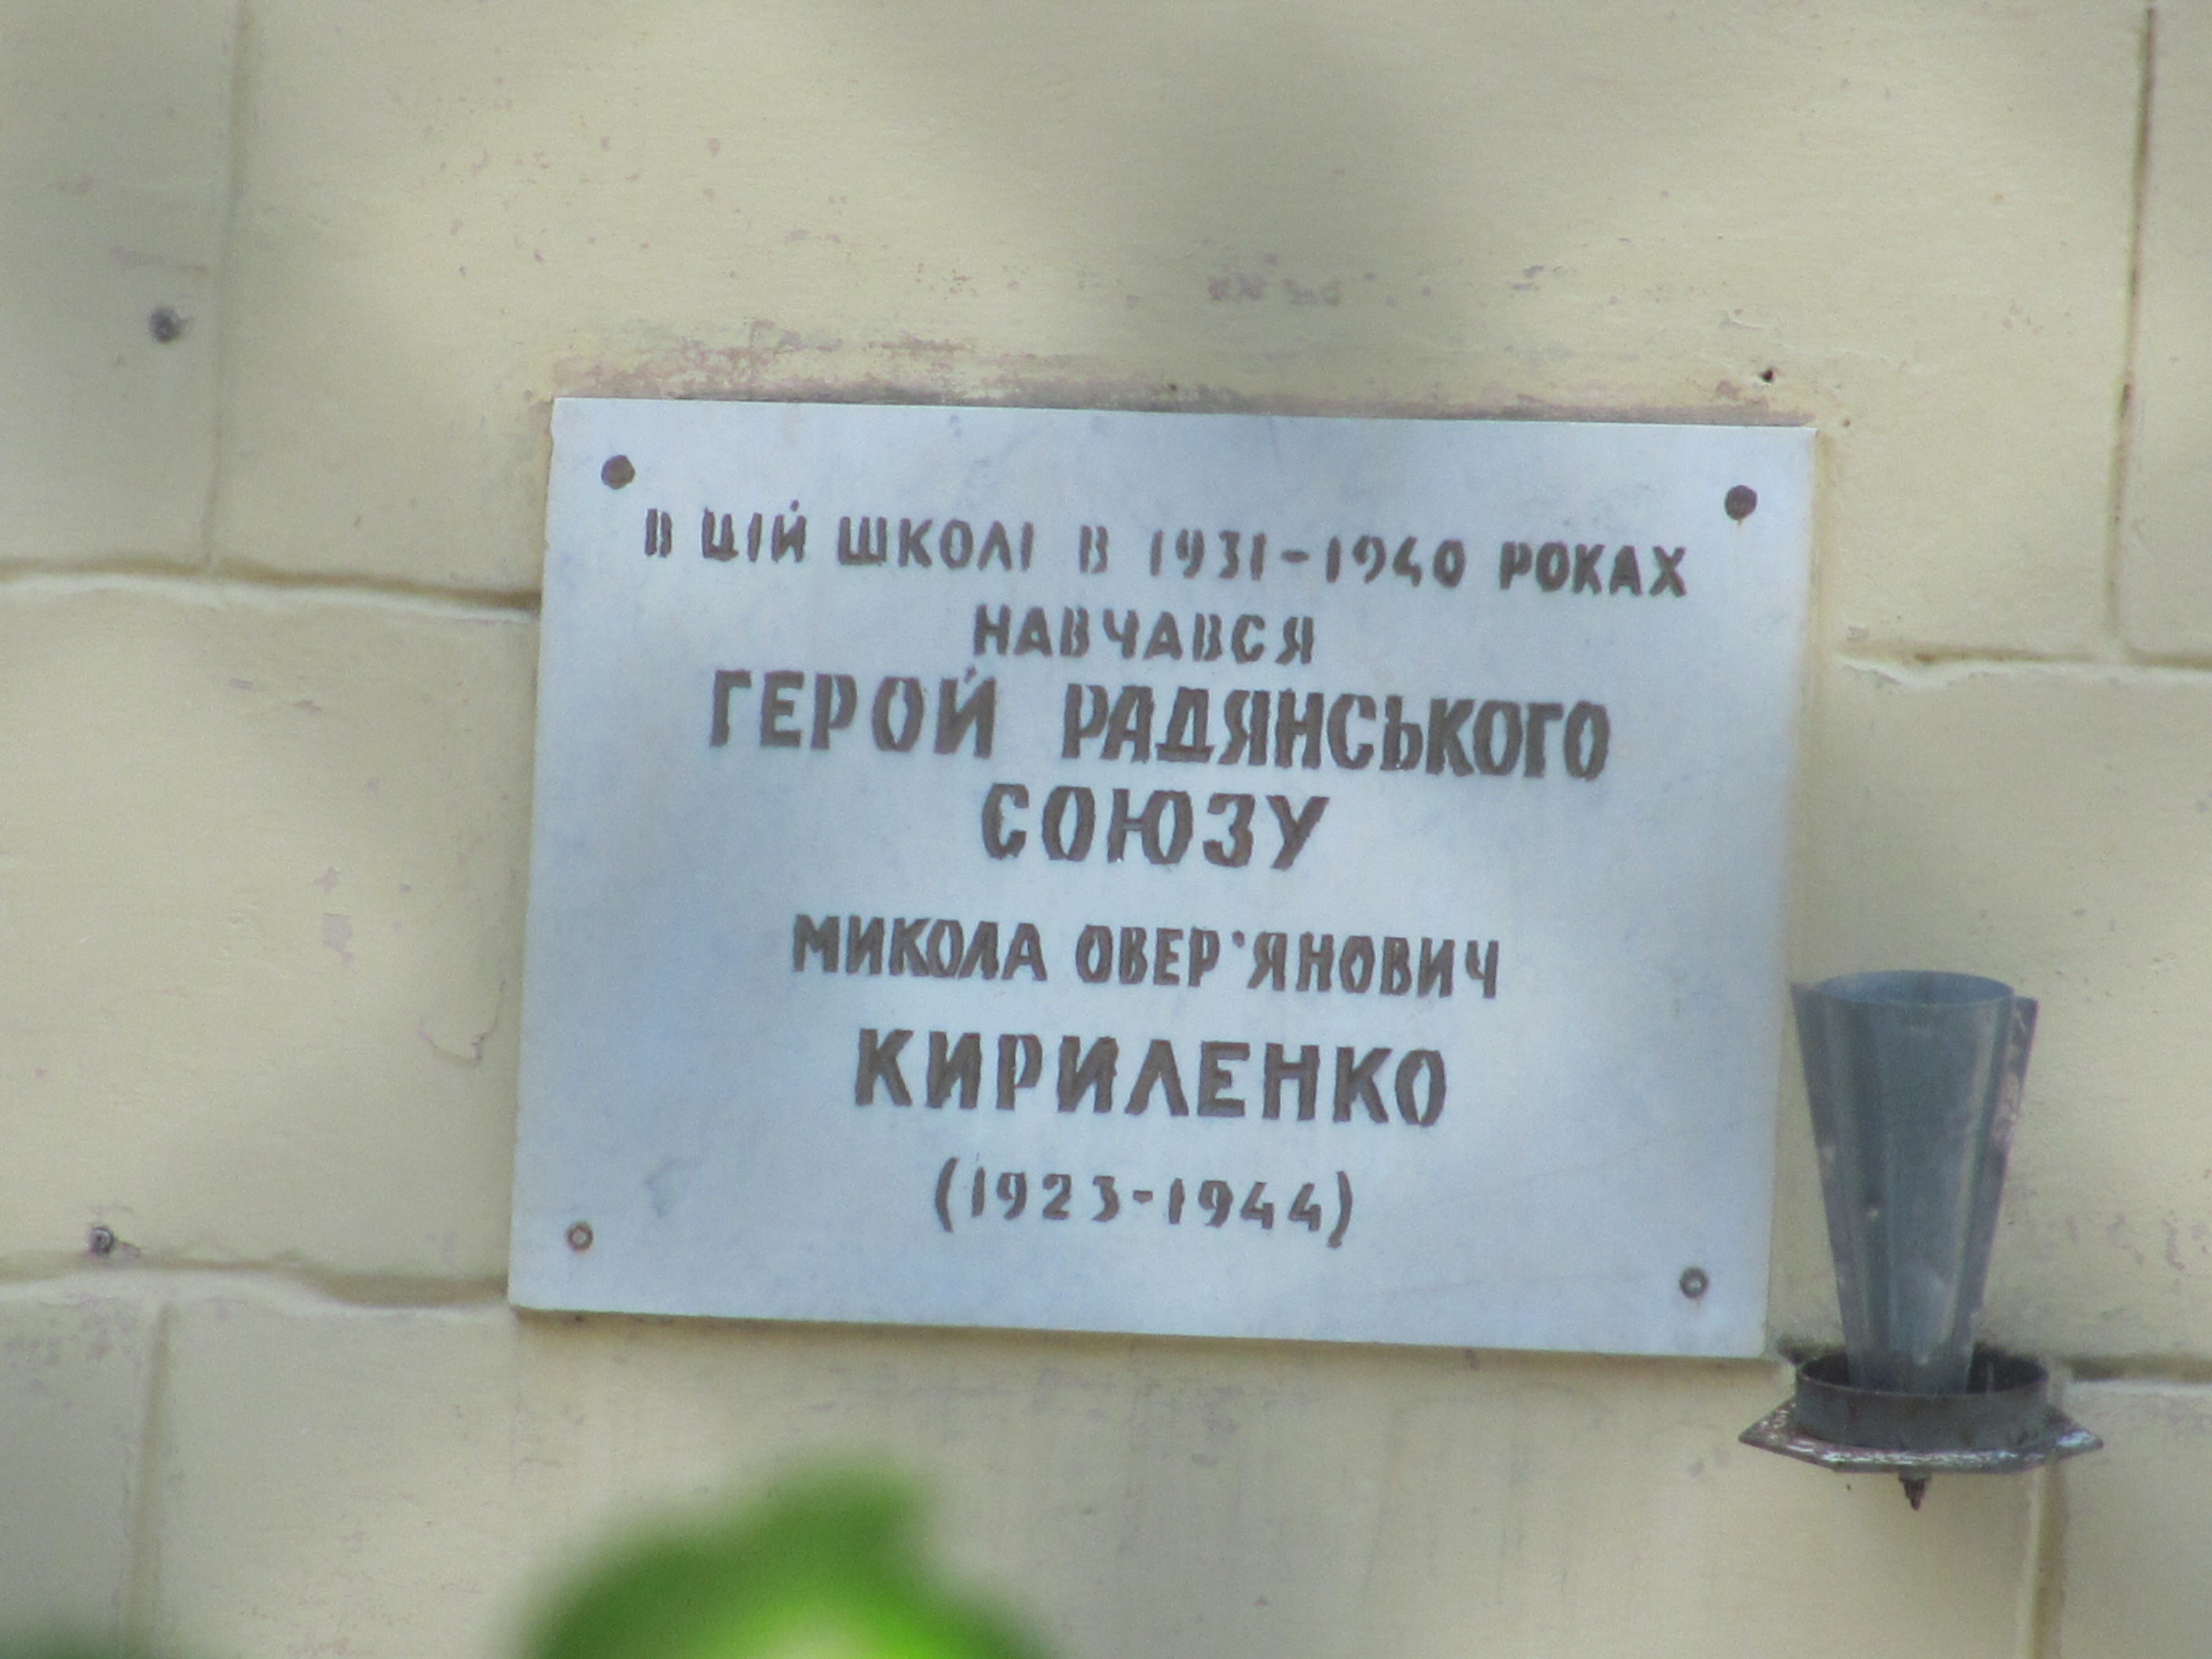 В ЦІЙ ШКОЛІ В 1931-1940 РОКАХ
НАВЧАВСЯ
ГЕРОЙ РАДЯНСЬКОГО
СОЮЗУ
МИКОЛА ОВЕР'ЯНОВИЧ
КИРИЛЕНКО
(1923-1944)